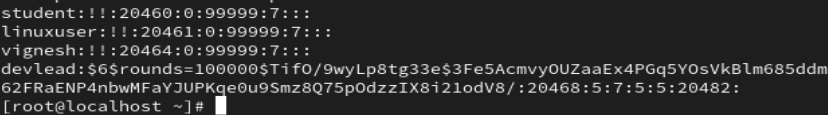 student:!!:20460:0:99999:7:::
linuxuser:!!:20461:0:99999:7:::
vignesh:!!:20464:0:99999:7:::
devlead:$6$rounds=100000$TifO/9wyLp8tg33e$3Fe5AcmvyOUZaaEx4PGq5YOsVkBlm685ddm
62FRaENP4nbwMFaYJUPKqe0u9Smz8Q75pOdzzIX8i21odV8/:20468:5:7:5:5:20482:
[root@localhost ~]#